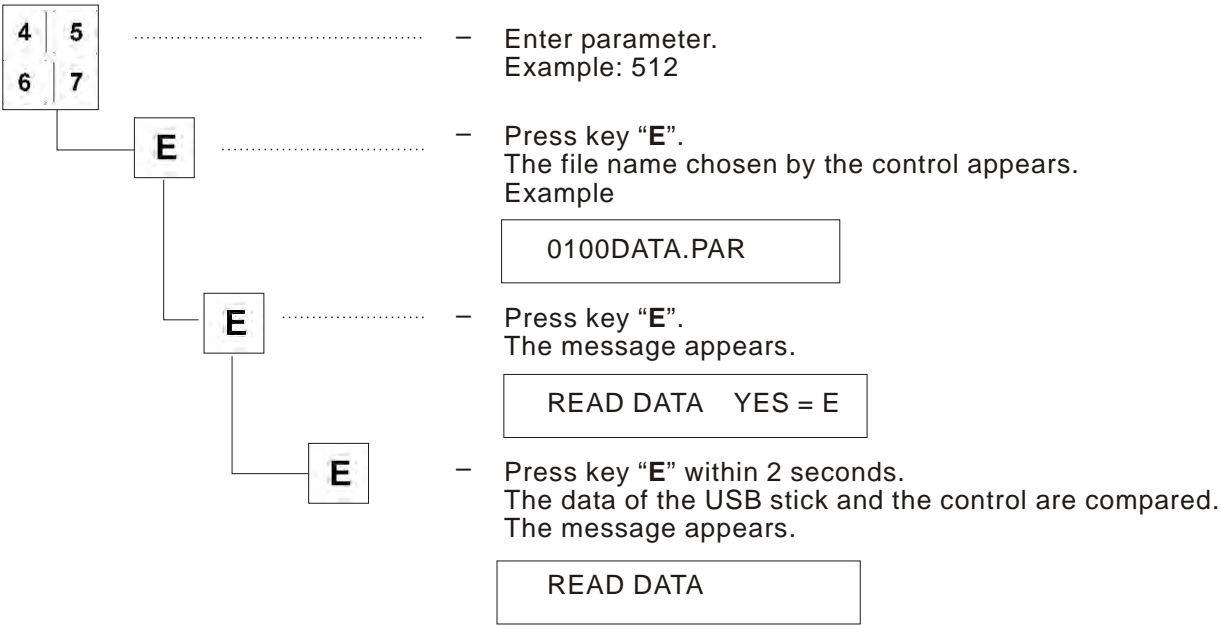 4 5
– Enter parameter.
Example: 512
6 7
E
– Press key “E”.
The file name chosen by the control appears.
Example
0100DATA.PAR
E
– Press key “E”.
The message appears.
READ DATA YES = E
E
– Press key “E” within 2 seconds.
The data of the USB stick and the control are compared.
The message appears.
READ DATA